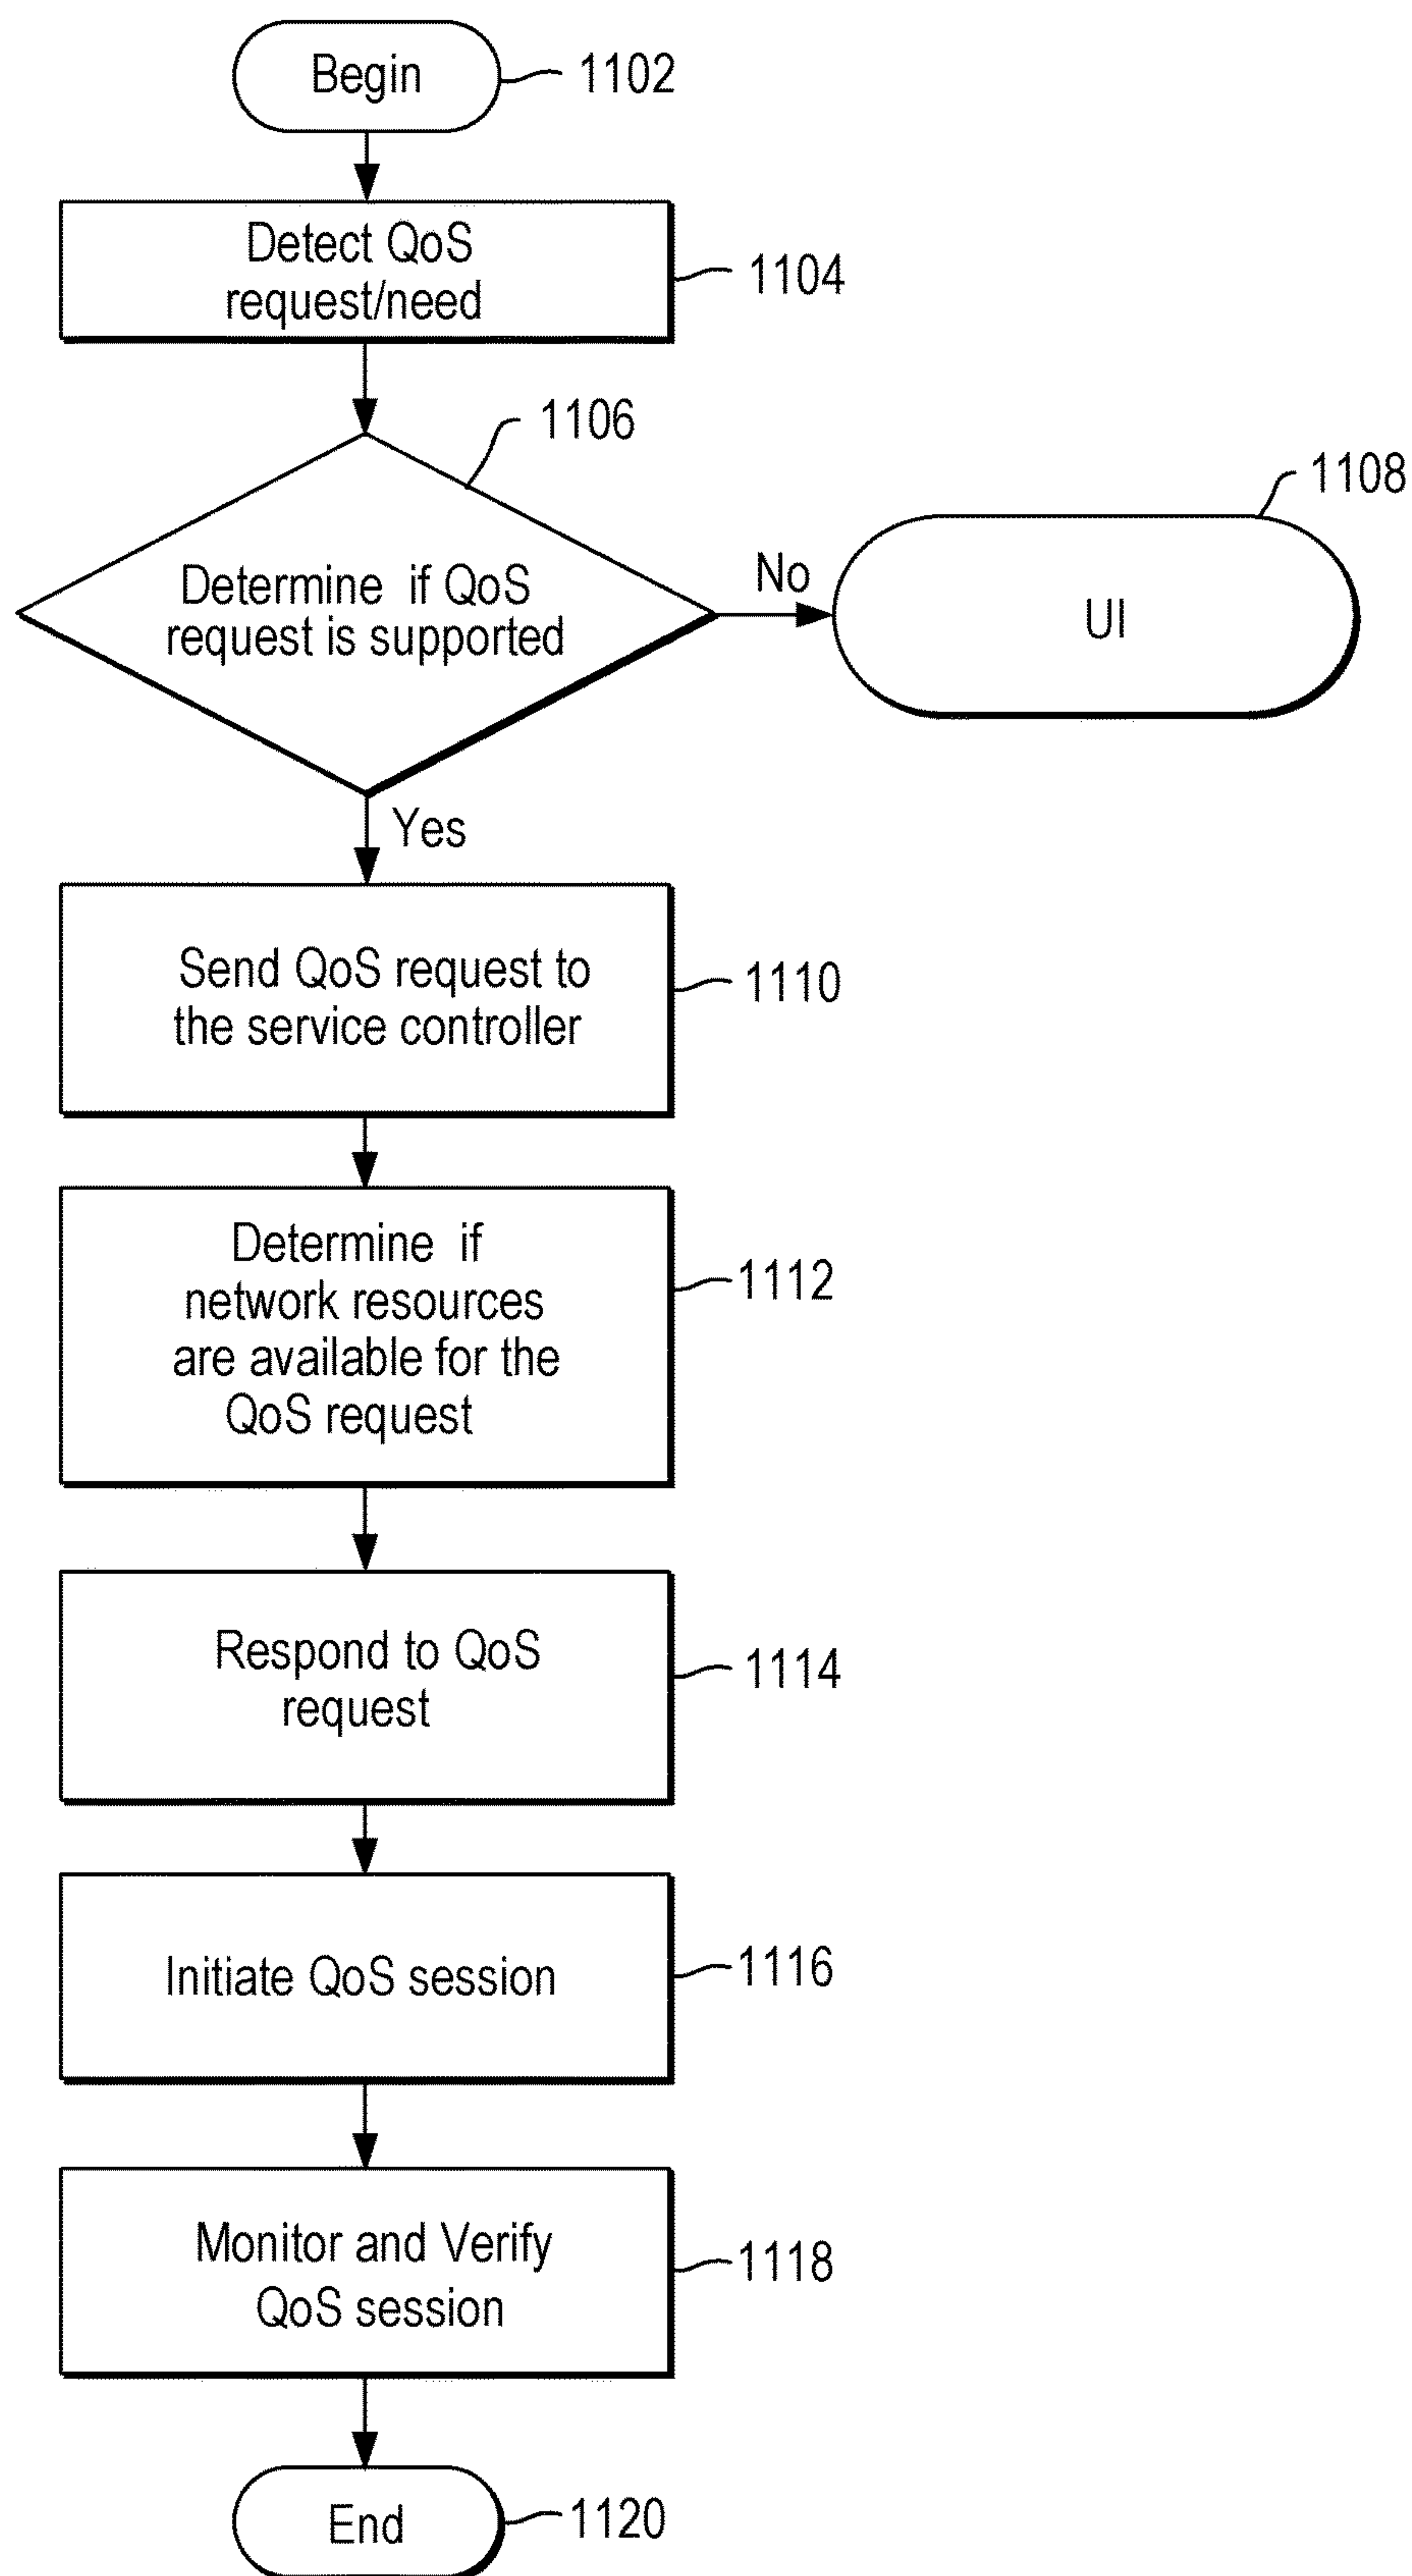 Begin
1102
Detect QoS
request/need
1104
1106
Determine if QoS
request is supported
No
1108
UI
Yes
Send QoS request to
the service controller
1110
Determine if
network resources
are available for the
QoS request
1112
Respond to QoS
request
1114
Initiate QoS session
1116
Monitor and Verify
QoS session
1118
End
1120